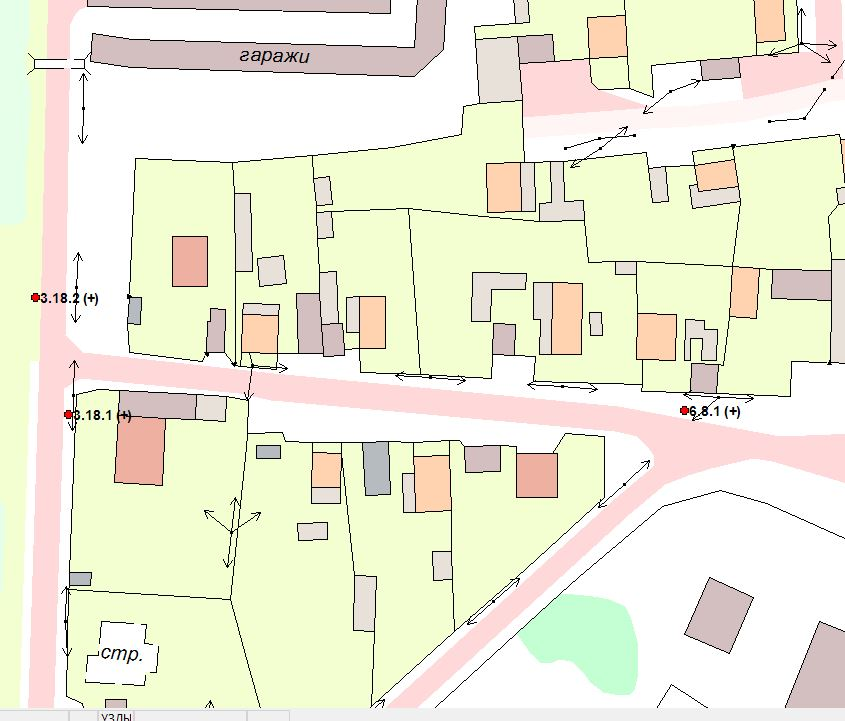 гаражи
3.18.2 (+)
3.18.1 (+)
6.8.1 (+)
стр.
УЗЛЫ